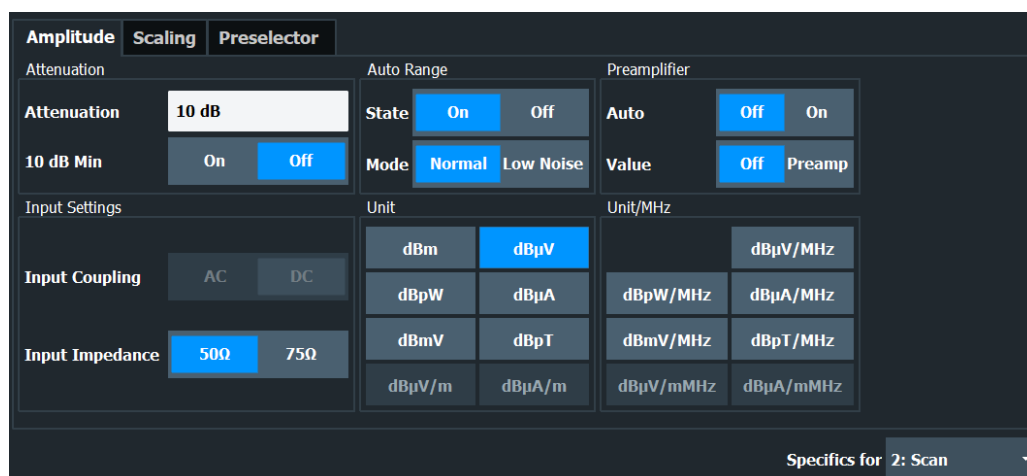 Amplitude Scaling Preselector
Attenuation Auto Range Preamplifier
Attenuation 10 dB State On Off Auto Off On
10 dB Min On Off Mode Normal Low Noise Value Off Preamp
Input Settings Unit Unit/MHz
dBm dBµV dBµV/MHz
Input Coupling AC DC
dBpW dBµA dBpW/MHz dBµA/MHz
Input Impedance 50Ω 75Ω
dBmV dBpT dBmV/MHz dBpT/MHz
dBµV/m dBµA/m dBµV/mMHz dBµA/mMHz
Specifics for 2: Scan